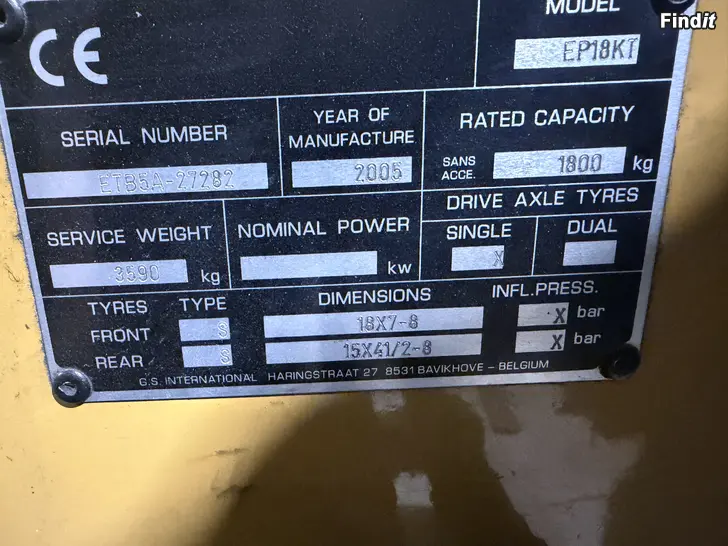 Findit
CE
MODEL
EP18KT
SERIAL NUMBER
ETB5A-27282
YEAR OF
MANUFACTURE
2005
RATED CAPACITY
SANS
ACCE.
1800 kg
SERVICE WEIGHT
3590 kg
NOMINAL POWER
kw
DRIVE AXLE TYRES
SINGLE
X
DUAL
TYRES TYPE DIMENSIONS INFL.PRESS.
FRONT 18X7-8 X bar
REAR 15X41/2-8 X bar
G.S. INTERNATIONAL HARINGSTRAAT 27 8531 BAVIKHOVE - BELGIUM